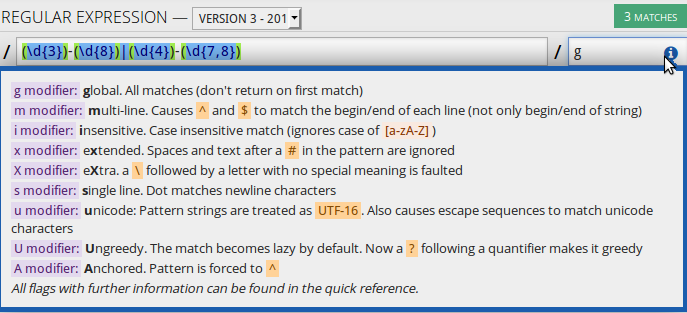 REGULAR EXPRESSION — VERSION 3 - 201 3 MATCHES
/ (\d{3})-(\d{8})|(\d{4})-(\d{7,8}) / g
g modifier: global. All matches (don't return on first match)
m modifier: multi-line. Causes ^ and $ to match the begin/end of each line (not only begin/end of string)
i modifier: insensitive. Case insensitive match (ignores case of [a-zA-Z] )
x modifier: extended. Spaces and text after a # in the pattern are ignored
X modifier: eXtra. a \ followed by a letter with no special meaning is faulted
s modifier: single line. Dot matches newline characters
u modifier: unicode: Pattern strings are treated as UTF-16 . Also causes escape sequences to match unicode
characters
U modifier: Ungreedy. The match becomes lazy by default. Now a ? following a quantifier makes it greedy
A modifier: Anchored. Pattern is forced to ^
All flags with further information can be found in the quick reference.